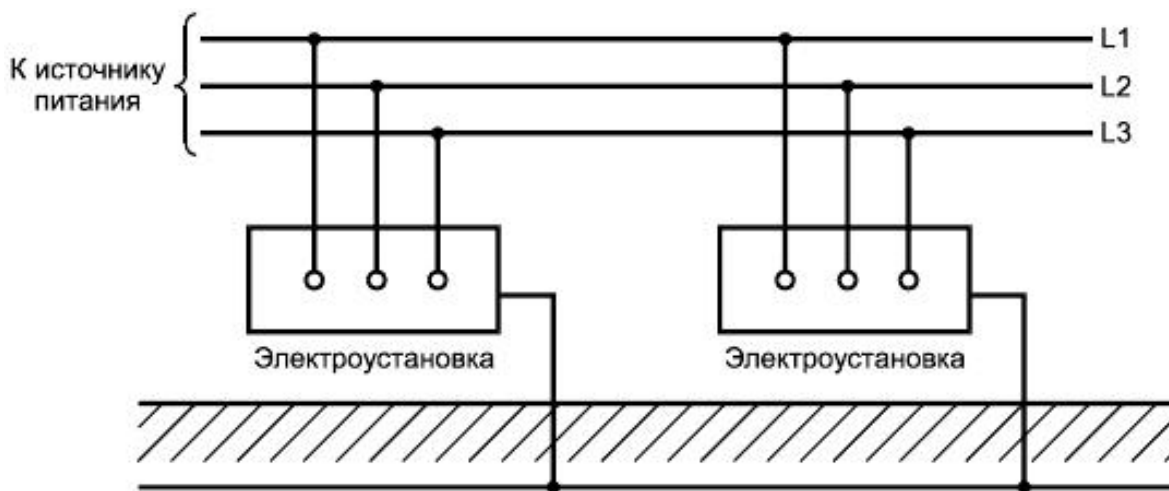 L1
К источнику
питания
L2
L3
Электроустановка
Электроустановка